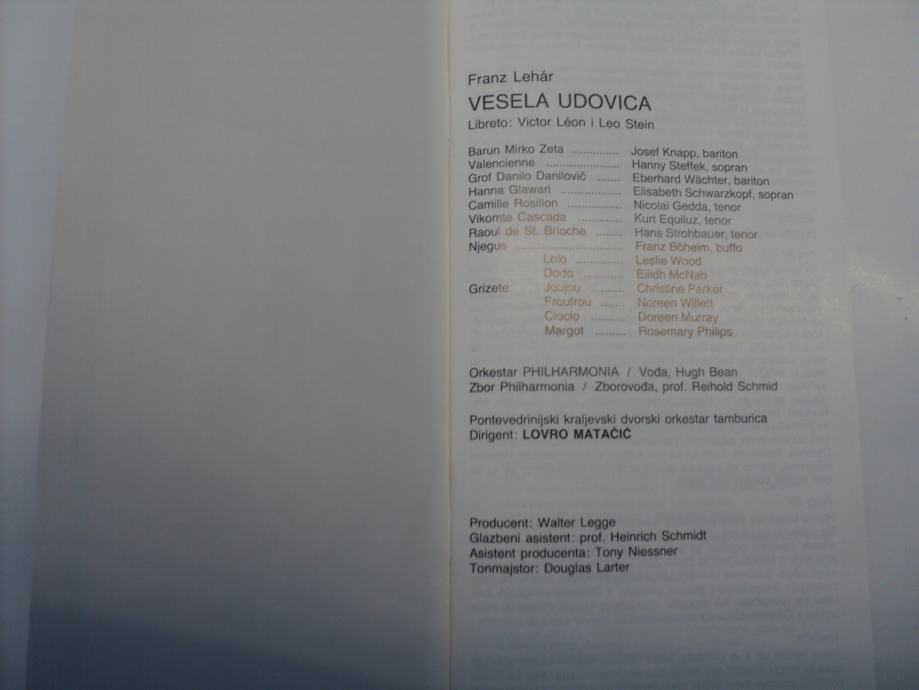 Franz Lehár
VESELA UDOVICA
Libreto: Victor Léon i Leo Stein
Barun Mirko Zeta .............. Josef Knapp, bariton
Valencienne ...................... Hanny Steffek, sopran
Grof Danilo Danilovič ....... Eberhard Wächter, bariton
Hanna Glawari .................. Elisabeth Schwarzkopf, sopran
Camille Rosillon ................ Nicolai Gedda, tenor
Vikomte Cascada ............. Kurt Equiluz, tenor
Raoul de St. Brioche ........ Hans Strohbauer, tenor
Njegus ................................ Franz Böheim, buffo
Lolo .............. Leslie Wood
Dodo ............ Eilidh McNab
Grizete Joujou .......... Christine Parker
Froufrou ....... Noreen Willett
Cloclo .......... Doreen Murray
Margot ......... Rosemary Philips
Orkestar PHILHARMONIA / Vođa, Hugh Bean
Zbor Philharmonia / Zborovođa, prof. Reihold Schmid
Pontevedrinijski kraljevski dvorski orkestar tamburica
Dirigent: LOVRO MATAČIĆ
Producent: Walter Legge
Glazbeni asistent: prof. Heinrich Schmidt
Asistent producenta: Tony Niessner
Tonmajstor: Douglas Larter